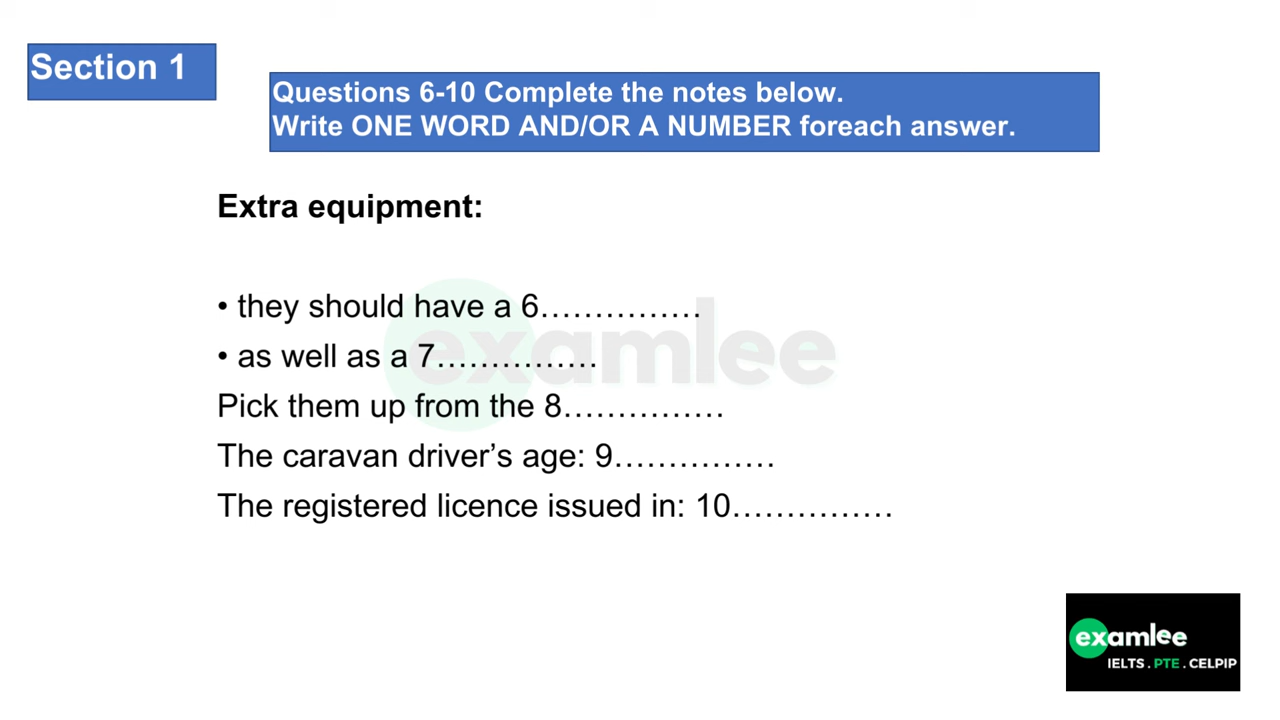 Section 1
Questions 6-10 Complete the notes below.
Write ONE WORD AND/OR A NUMBER foreach answer.
Extra equipment:
• they should have a 6……………
• as well as a 7……………
Pick them up from the 8……………
The caravan driver’s age: 9……………
The registered licence issued in: 10……………
examlee
examlee
IELTS . PTE . CELPIP